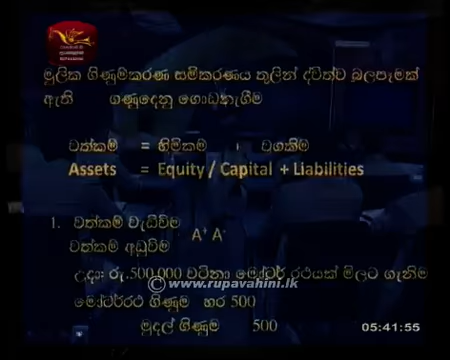 මූලික ගිණුම්කරණ සමීකරණය තුලින් ද්විත්ව බලපෑමක්
ඇති ගණුදෙනු ගොඩනැගීම
වත්කම් = හිමිකම + වගකීම
Assets = Equity / Capital + Liabilities
1. වත්කම් වැඩිවීම
වත්කම් අඩුවීම A⁺ A⁻
උදා: රු.500,000 වටිනා මෝටර් රථයක් මිලට ගැනීම
© www.rupavahini.lk
මෝටර්රථ ගිණුම හර 500
මුදල් ගිණුම 500
05:41:55